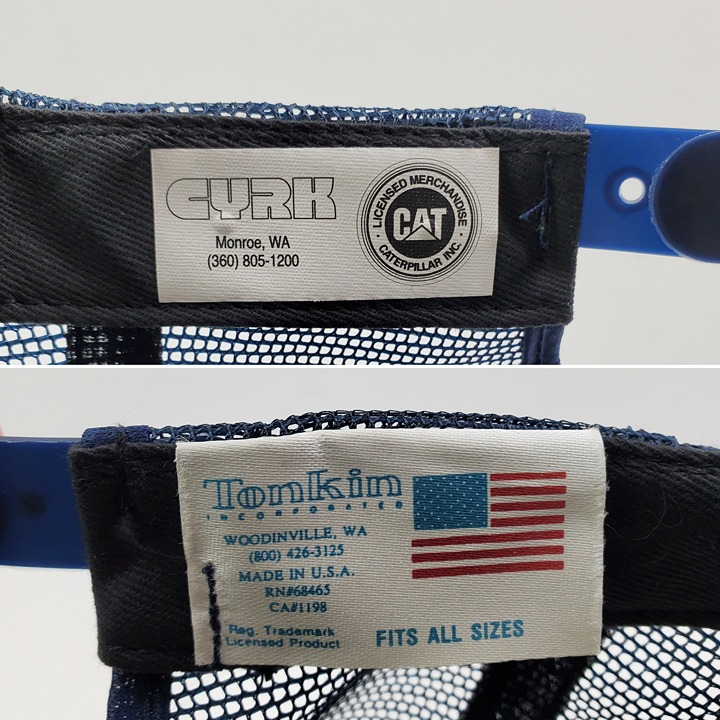 CYRK
Monroe, WA
(360) 805-1200
LICENSED MERCHANDISE
CAT
CATERPILLAR INC.
Tonkin
INCORPORATED
WOODINVILLE, WA
(800) 426-3125
MADE IN U.S.A.
RN#68465
CA#1198
Reg. Trademark
Licensed Product
FITS ALL SIZES